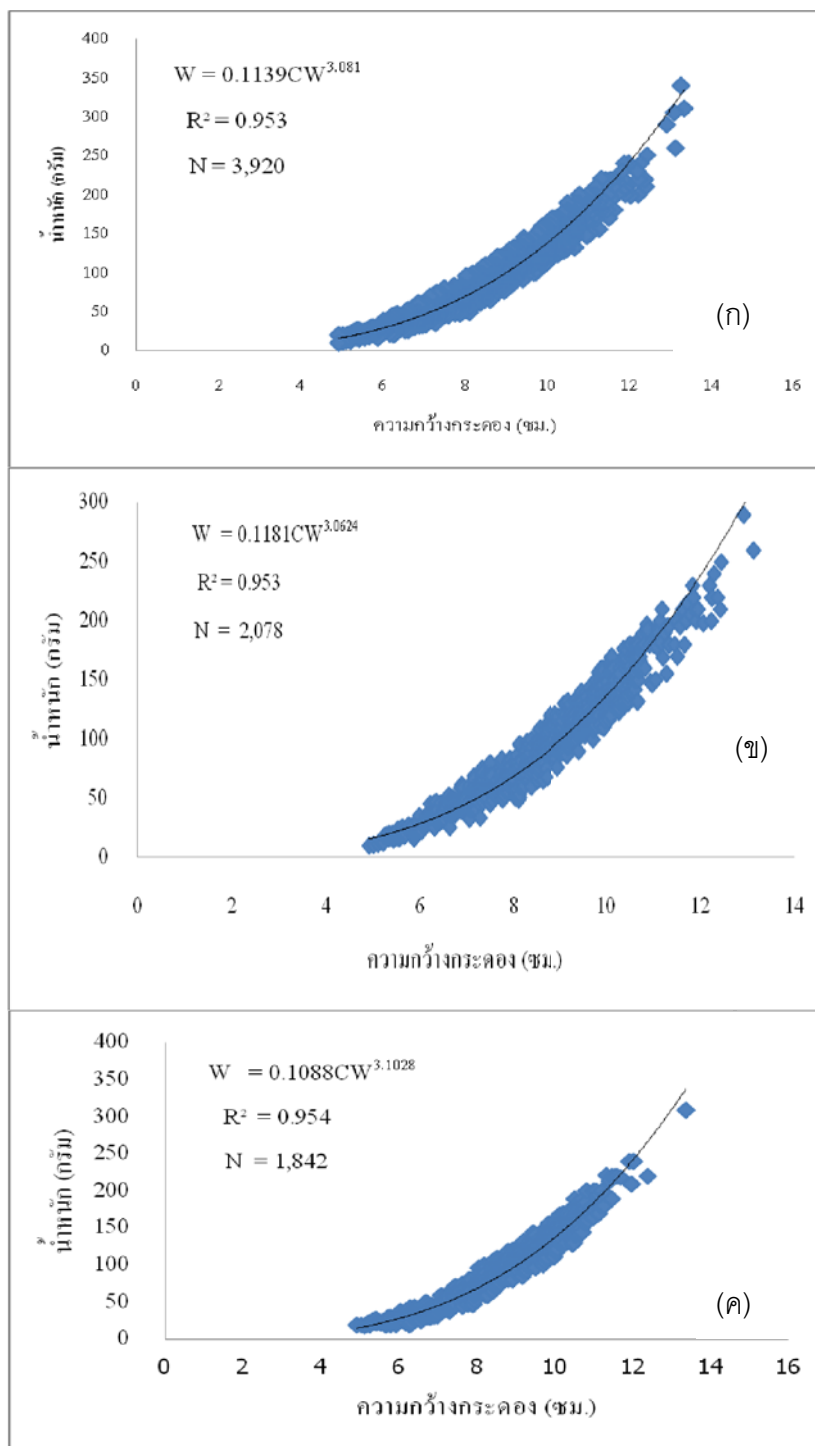 W = 0.1139CW^3.081
R² = 0.953
N = 3,920
400
350
300
250
200
150
100
50
0
น้ำหนัก (กรัม)
(ก)
0 2 4 6 8 10 12 14 16
ความกว้างกระดอง (ซม.)
W = 0.1181CW^3.0624
R² = 0.953
N = 2,078
300
250
200
150
100
50
0
น้ำหนัก (กรัม)
(ข)
0 2 4 6 8 10 12 14
ความกว้างกระดอง (ซม.)
W = 0.1088CW^3.1028
R² = 0.954
N = 1,842
400
350
300
250
200
150
100
50
0
น้ำหนัก (กรัม)
(ค)
0 2 4 6 8 10 12 14 16
ความกว้างกระดอง (ซม.)